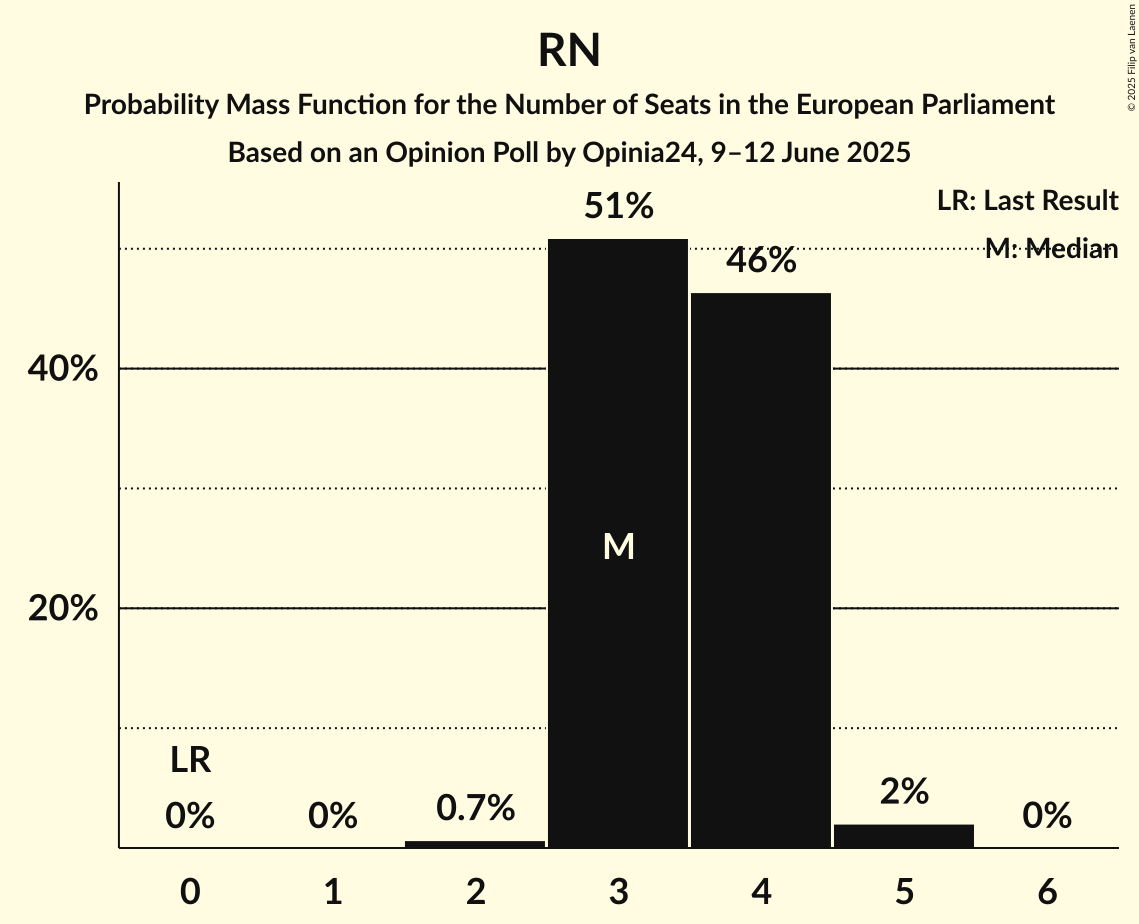 RN
Probability Mass Function for the Number of Seats in the European Parliament
Based on an Opinion Poll by Opinia24, 9–12 June 2025
© 2025 Filip van Laenen
LR: Last Result
M: Median
51%
46%
40%
M
20%
LR
0%
0%
0.7%
2%
0%
0 1 2 3 4 5 6